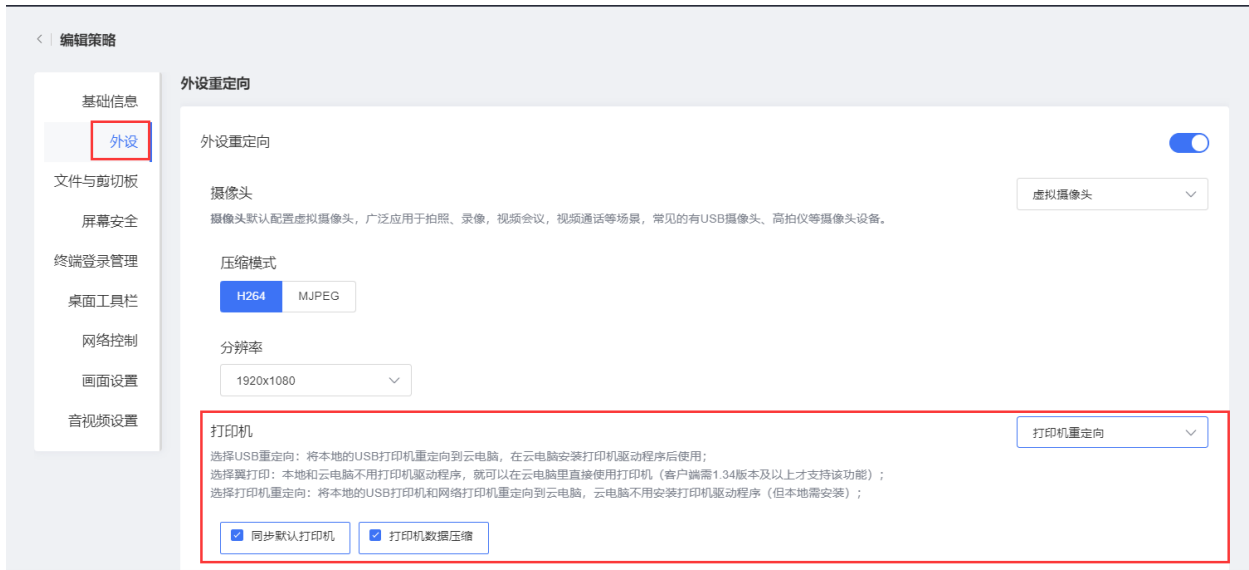 编辑策略
基础信息
外设
文件与剪切板
屏幕安全
终端登录管理
桌面工具栏
网络控制
画面设置
音视频设置
外设重定向
外设重定向
摄像头
虚拟摄像头
摄像头默认配置虚拟摄像头，广泛应用于拍照、录像，视频会议，视频通话等场景，常见的有USB摄像头、高拍仪等摄像头设备。
压缩模式
H264 MJPEG
分辨率
1920x1080
打印机
打印机重定向
选择USB重定向：将本地的USB打印机重定向到云电脑，在云电脑安装打印机驱动程序后使用；
选择翼打印：本地和云电脑不用打印机驱动程序，就可以在云电脑里直接使用打印机（客户端需1.34版本及以上才支持该功能）；
选择打印机重定向：将本地的USB打印机和网络打印机重定向到云电脑，云电脑不用安装打印机驱动程序（但本地需安装）；
同步默认打印机 打印机数据压缩